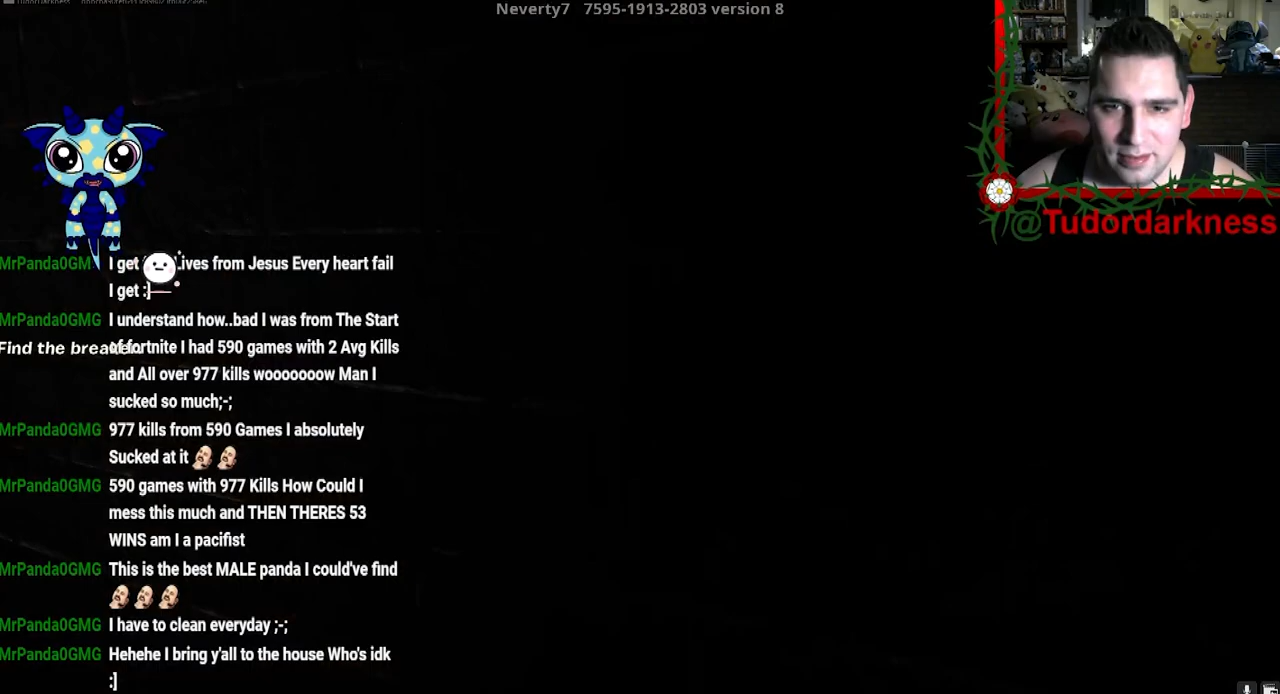 Neverty7 7595-1913-2803 version 8
@Tudordarkness
MrPanda0GM I get ives from Jesus Every heart fail
I get :]
MrPanda0GMG I understand how..bad I was from The Start
Find the breaker
of fortnite I had 590 games with 2 Avg Kills
and All over 977 kills wooooooow Man I
sucked so much;-;
MrPanda0GMG 977 kills from 590 Games I absolutely
Sucked at it
MrPanda0GMG 590 games with 977 Kills How Could I
mess this much and THEN THERES 53
WINS am I a pacifist
MrPanda0GMG This is the best MALE panda I could've find
MrPanda0GMG I have to clean everyday ;-;
MrPanda0GMG Hehehe I bring y'all to the house Who's idk
:]